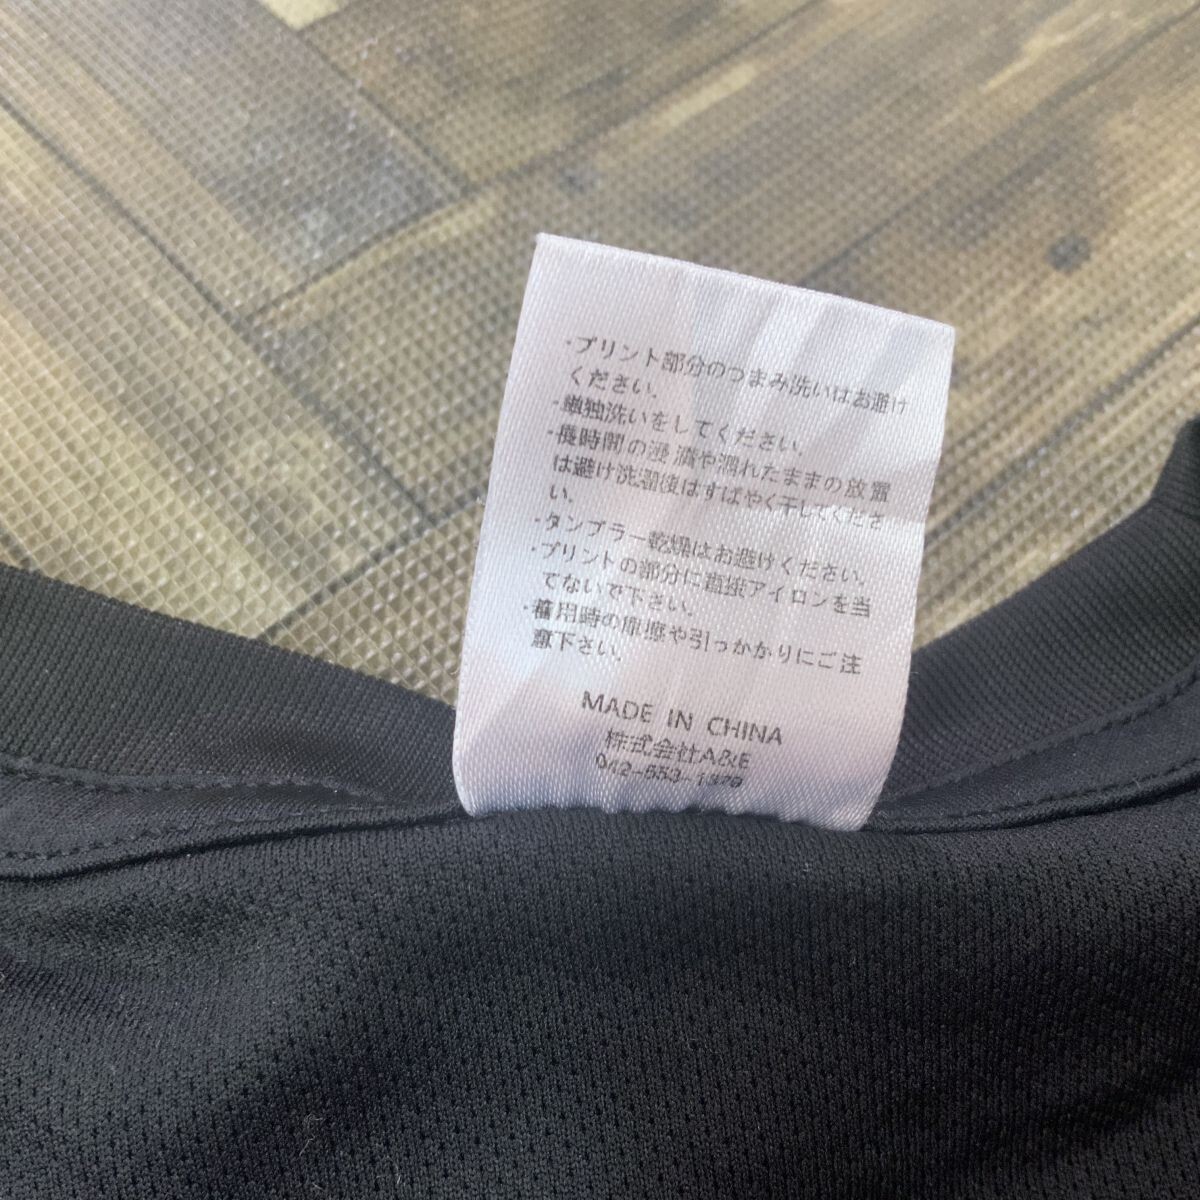 ・プリント部分のつまみ洗いはお避け
ください.
・単独洗いをしてください.
・長時間の浸漬や濡れたままの放置
は避け洗濯後はすばやく干してくださ
い.
・タンブラー乾燥はお避けください.
・プリントの部分に直接アイロンを当
てないで下さい.
・着用時の摩擦や引っかかりにご注
意下さい.
MADE IN CHINA
株式会社A&E